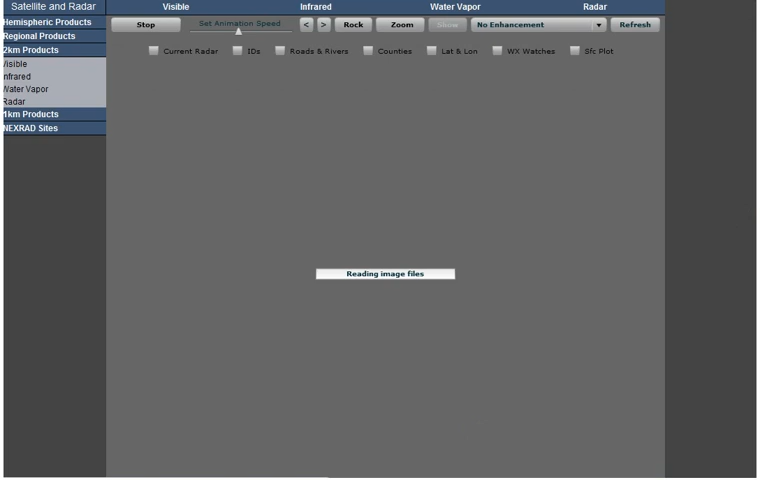 Satellite and Radar
Visible Infrared Water Vapor Radar
Hemispheric Products
Regional Products
2km Products
Visible
Infrared
Water Vapor
Radar
1km Products
NEXRAD Sites
Stop Set Animation Speed < > Rock Zoom Show No Enhancement Refresh
Current Radar IDs Roads & Rivers Counties Lat & Lon WX Watches Sfc Plot
Reading image files